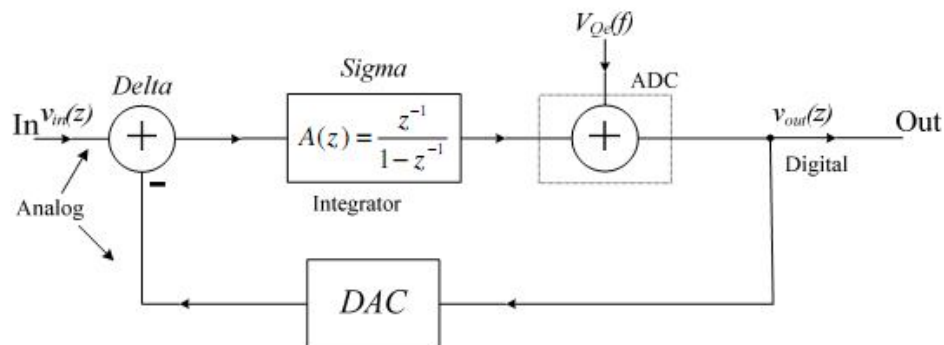 V_Qe(f)
Sigma
ADC
Delta
In v_in(z)
+
A(z) = z^-1 / 1 - z^-1
+
v_out(z)
Out
Digital
-
Integrator
Analog
DAC